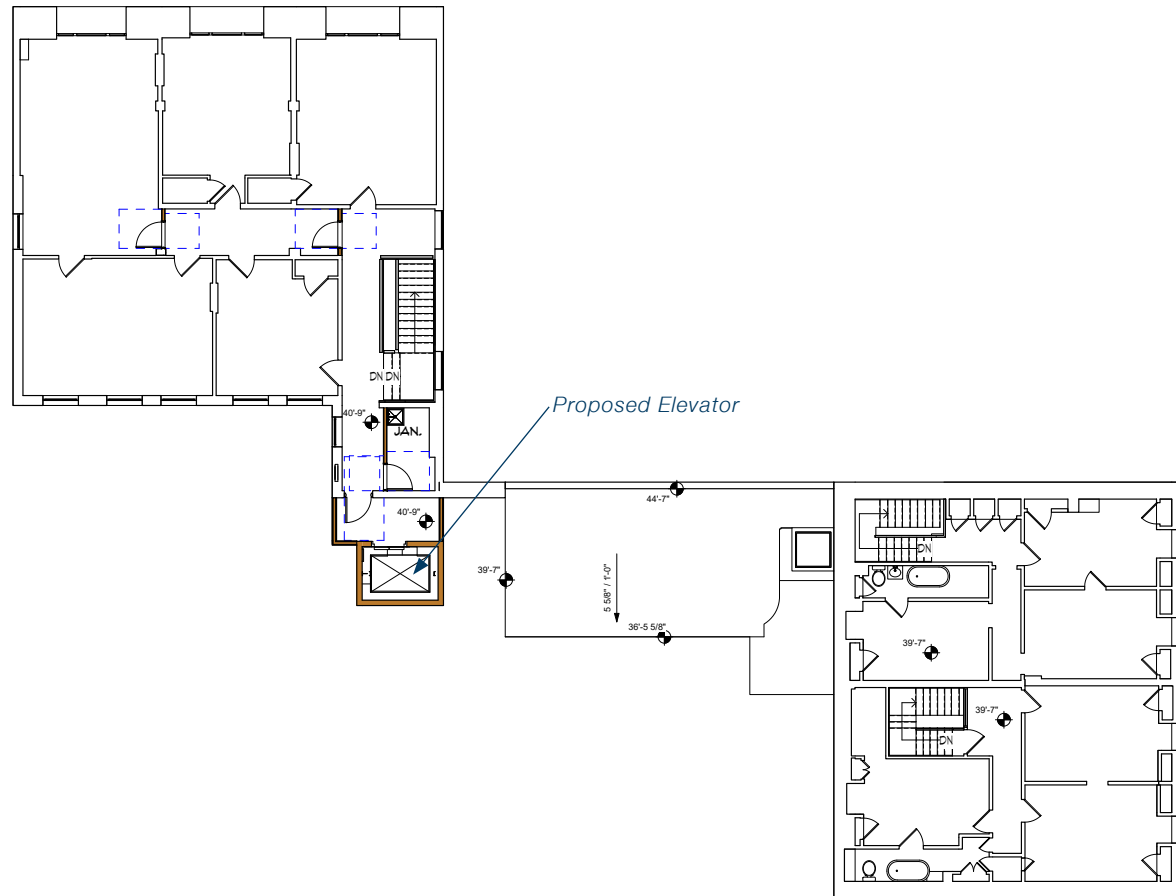 DN DN
Proposed Elevator
40'-9"
JAN.
44'-7"
40'-9"
DN
39'-7"
5 5/8" / 1'-0"
36'-5 5/8"
39'-7"
39'-7"
DN